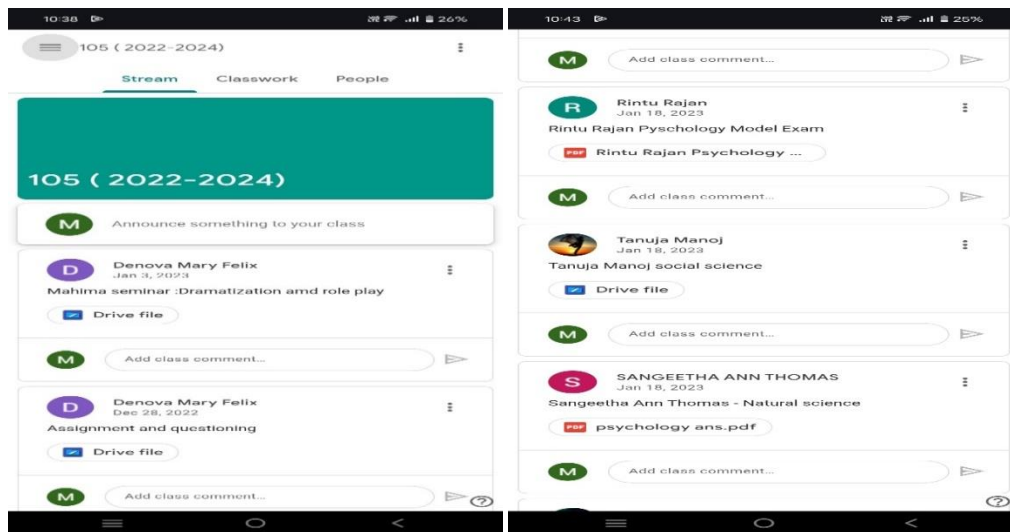 10:38
26%
105 ( 2022-2024)
Stream Classwork People
105 ( 2022-2024)
M Announce something to your class
D Denova Mary Felix
Jan 3, 2023
Mahima seminar :Dramatization amd role play
Drive file
M Add class comment...
D Denova Mary Felix
Dec 28, 2022
Assignment and questioning
Drive file
M Add class comment...
10:43
25%
M Add class comment...
R Rintu Rajan
Jan 18, 2023
Rintu Rajan Pyschology Model Exam
PDF Rintu Rajan Psychology ...
M Add class comment...
Tanuja Manoj
Jan 18, 2023
Tanuja Manoj social science
Drive file
M Add class comment...
S SANGEETHA ANN THOMAS
Jan 18, 2023
Sangeetha Ann Thomas - Natural science
PDF psychology ans.pdf
M Add class comment...